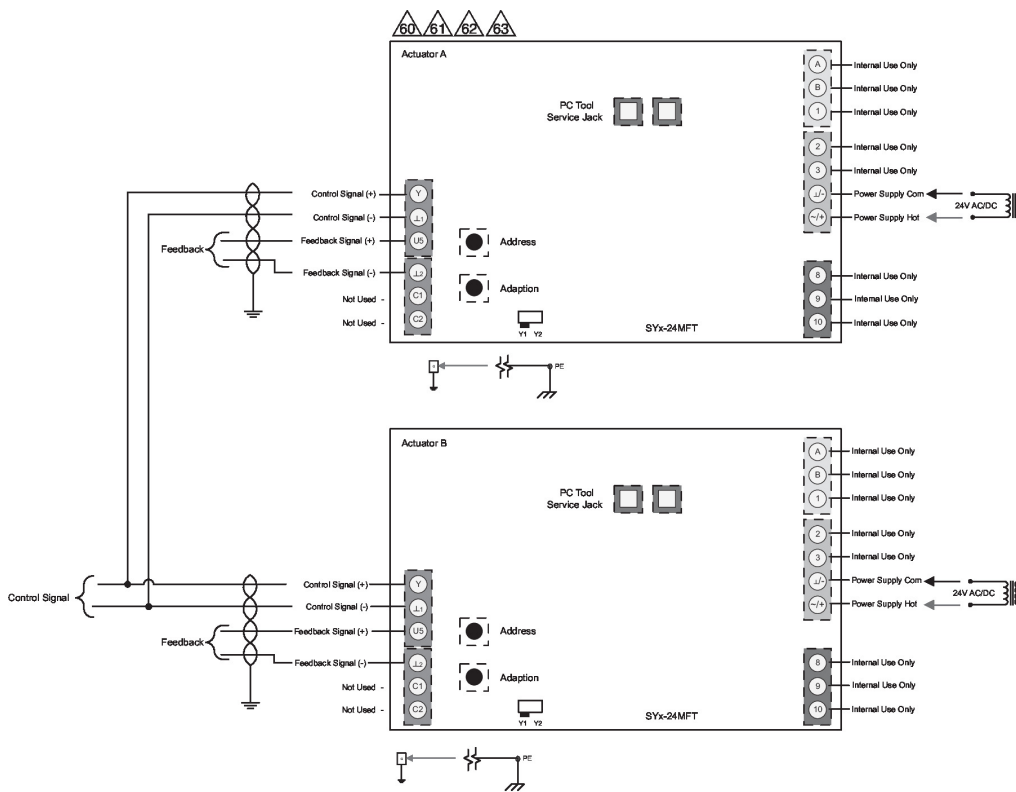 60 61 62 63
Actuator A
A Internal Use Only
B Internal Use Only
PC Tool
Service Jack
1 Internal Use Only
2 Internal Use Only
3 Internal Use Only
Control Signal (+) Y
⊥/- Power Supply Com
24V AC/DC
Control Signal (-) ⊥1
~/+ Power Supply Hot
Feedback
Feedback Signal (+) U5
Address
Feedback Signal (-) ⊥2
8 Internal Use Only
Not Used - C1
Adaption
9 Internal Use Only
Not Used - C2
10 Internal Use Only
Y1 Y2
SYx-24MFT
PE
Actuator B
A Internal Use Only
B Internal Use Only
PC Tool
Service Jack
1 Internal Use Only
2 Internal Use Only
3 Internal Use Only
Control Signal
Control Signal (+) Y
⊥/- Power Supply Com
24V AC/DC
Control Signal (-) ⊥1
~/+ Power Supply Hot
Feedback
Feedback Signal (+) U5
Address
Feedback Signal (-) ⊥2
8 Internal Use Only
Not Used - C1
Adaption
9 Internal Use Only
Not Used - C2
10 Internal Use Only
Y1 Y2
SYx-24MFT
PE